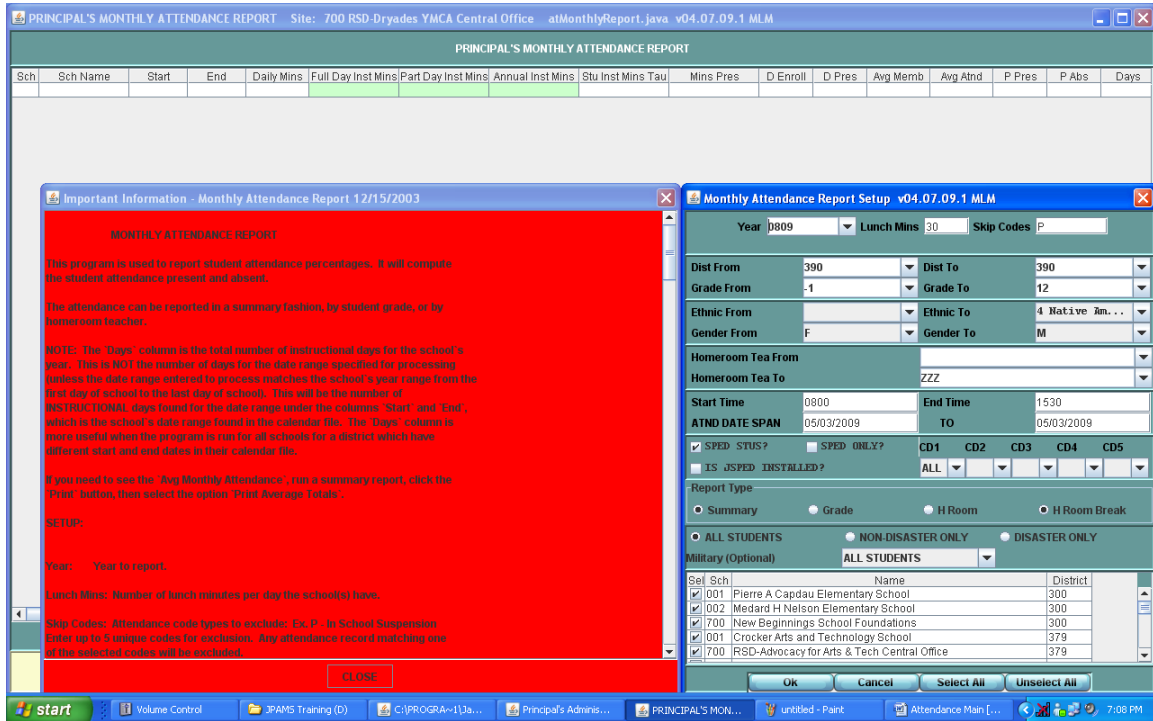 PRINCIPAL'S MONTHLY ATTENDANCE REPORT Site: 700 RSD-Dryades YMCA Central Office atMonthlyReport.java v04.07.09.1 MLM
PRINCIPAL'S MONTHLY ATTENDANCE REPORT
Sch Sch Name Start End Daily Mins Full Day Inst Mins Part Day Inst Mins Annual Inst Mins Stu Inst Mins Tau Mins Pres D Enroll D Pres Avg Memb Avg Atnd P Pres P Abs Days
Important Information - Monthly Attendance Report 12/15/2003
MONTHLY ATTENDANCE REPORT
This program is used to report student attendance percentages. It will compute
the student attendance present and absent.
The attendance can be reported in a summary fashion, by student grade, or by
homeroom teacher.
NOTE: The "Days" column is the total number of instructional days for the school's
year. This is NOT the number of days for the date range specified for processing
(unless the date range entered to process matches the school's year range from the
first day of school to the last day of school). This will be the number of
INSTRUCTIONAL days found for the date range under the columns "Start" and "End",
which is the school's date range found in the calendar file. The "Days" column is
more useful when the program is run for all schools for a district which have
different start and end dates in their calendar file.
If you need to see the "Avg Monthly Attendance", run a summary report, click the
"Print" button, then select the option "Print Average Totals".
SETUP:
Year: Year to report.
Lunch Mins: Number of lunch minutes per day the school(s) have.
Skip Codes: Attendance code types to exclude: Ex. P - In School Suspension
Enter up to 5 unique codes for exclusion. Any attendance record matching one
of the selected codes will be excluded.
CLOSE
Monthly Attendance Report Setup v04.07.09.1 MLM
Year 0809 Lunch Mins 30 Skip Codes P
Dist From 390 Dist To 390
Grade From -1 Grade To 12
Ethnic From Ethnic To 4 Native Am...
Gender From F Gender To M
Homeroom Tea From
Homeroom Tea To ZZZ
Start Time 0800 End Time 1530
ATND DATE SPAN 05/03/2009 TO 05/03/2009
SPED STUS? SPED ONLY? CD1 CD2 CD3 CD4 CD5
IS JSPED INSTALLED? ALL
Report Type
Summary Grade H Room H Room Break
ALL STUDENTS NON-DISASTER ONLY DISASTER ONLY
Military (Optional) ALL STUDENTS
Sel Sch Name District
001 Pierre A Capdau Elementary School 300
002 Medard H Nelson Elementary School 300
700 New Beginnings School Foundations 300
001 Crocker Arts and Technology School 379
700 RSD-Advocacy for Arts & Tech Central Office 379
Ok Cancel Select All Unselect All
start Volume Control JPAMS Training (D) C:\PROGRA~1\Ja... Principal's Adminis... PRINCIPAL'S MON... untitled - Paint Attendance Main [... 7:08 PM